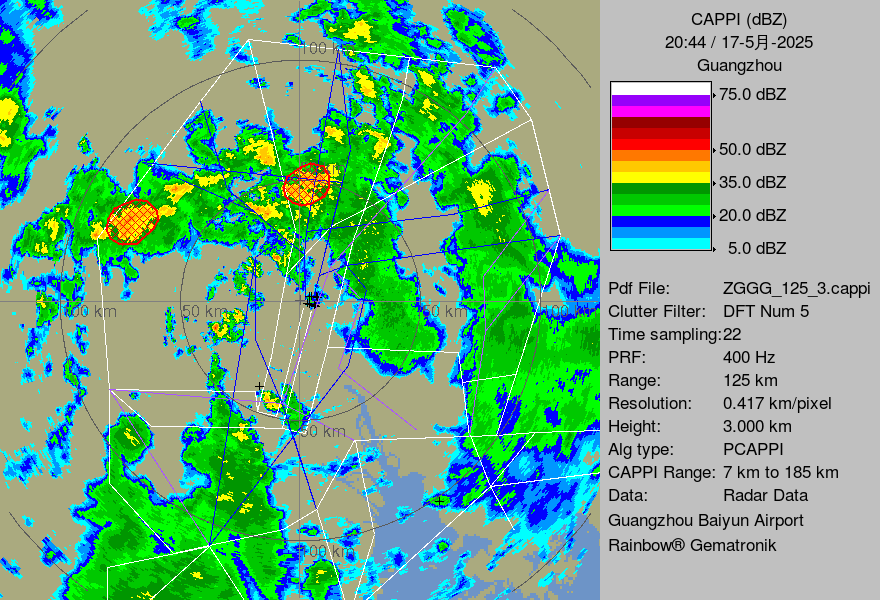 CAPPI (dBZ)
20:44 / 17-5月-2025
Guangzhou
75.0 dBZ
50.0 dBZ
35.0 dBZ
20.0 dBZ
5.0 dBZ
Pdf File: ZGGG_125_3.cappi
Clutter Filter: DFT Num 5
Time sampling:22
PRF: 400 Hz
Range: 125 km
Resolution: 0.417 km/pixel
Height: 3.000 km
Alg type: PCAPPI
CAPPI Range: 7 km to 185 km
Data: Radar Data
Guangzhou Baiyun Airport
Rainbow® Gematronik
100 km
100 km
50 km
50 km
100 km
50 km
100 km